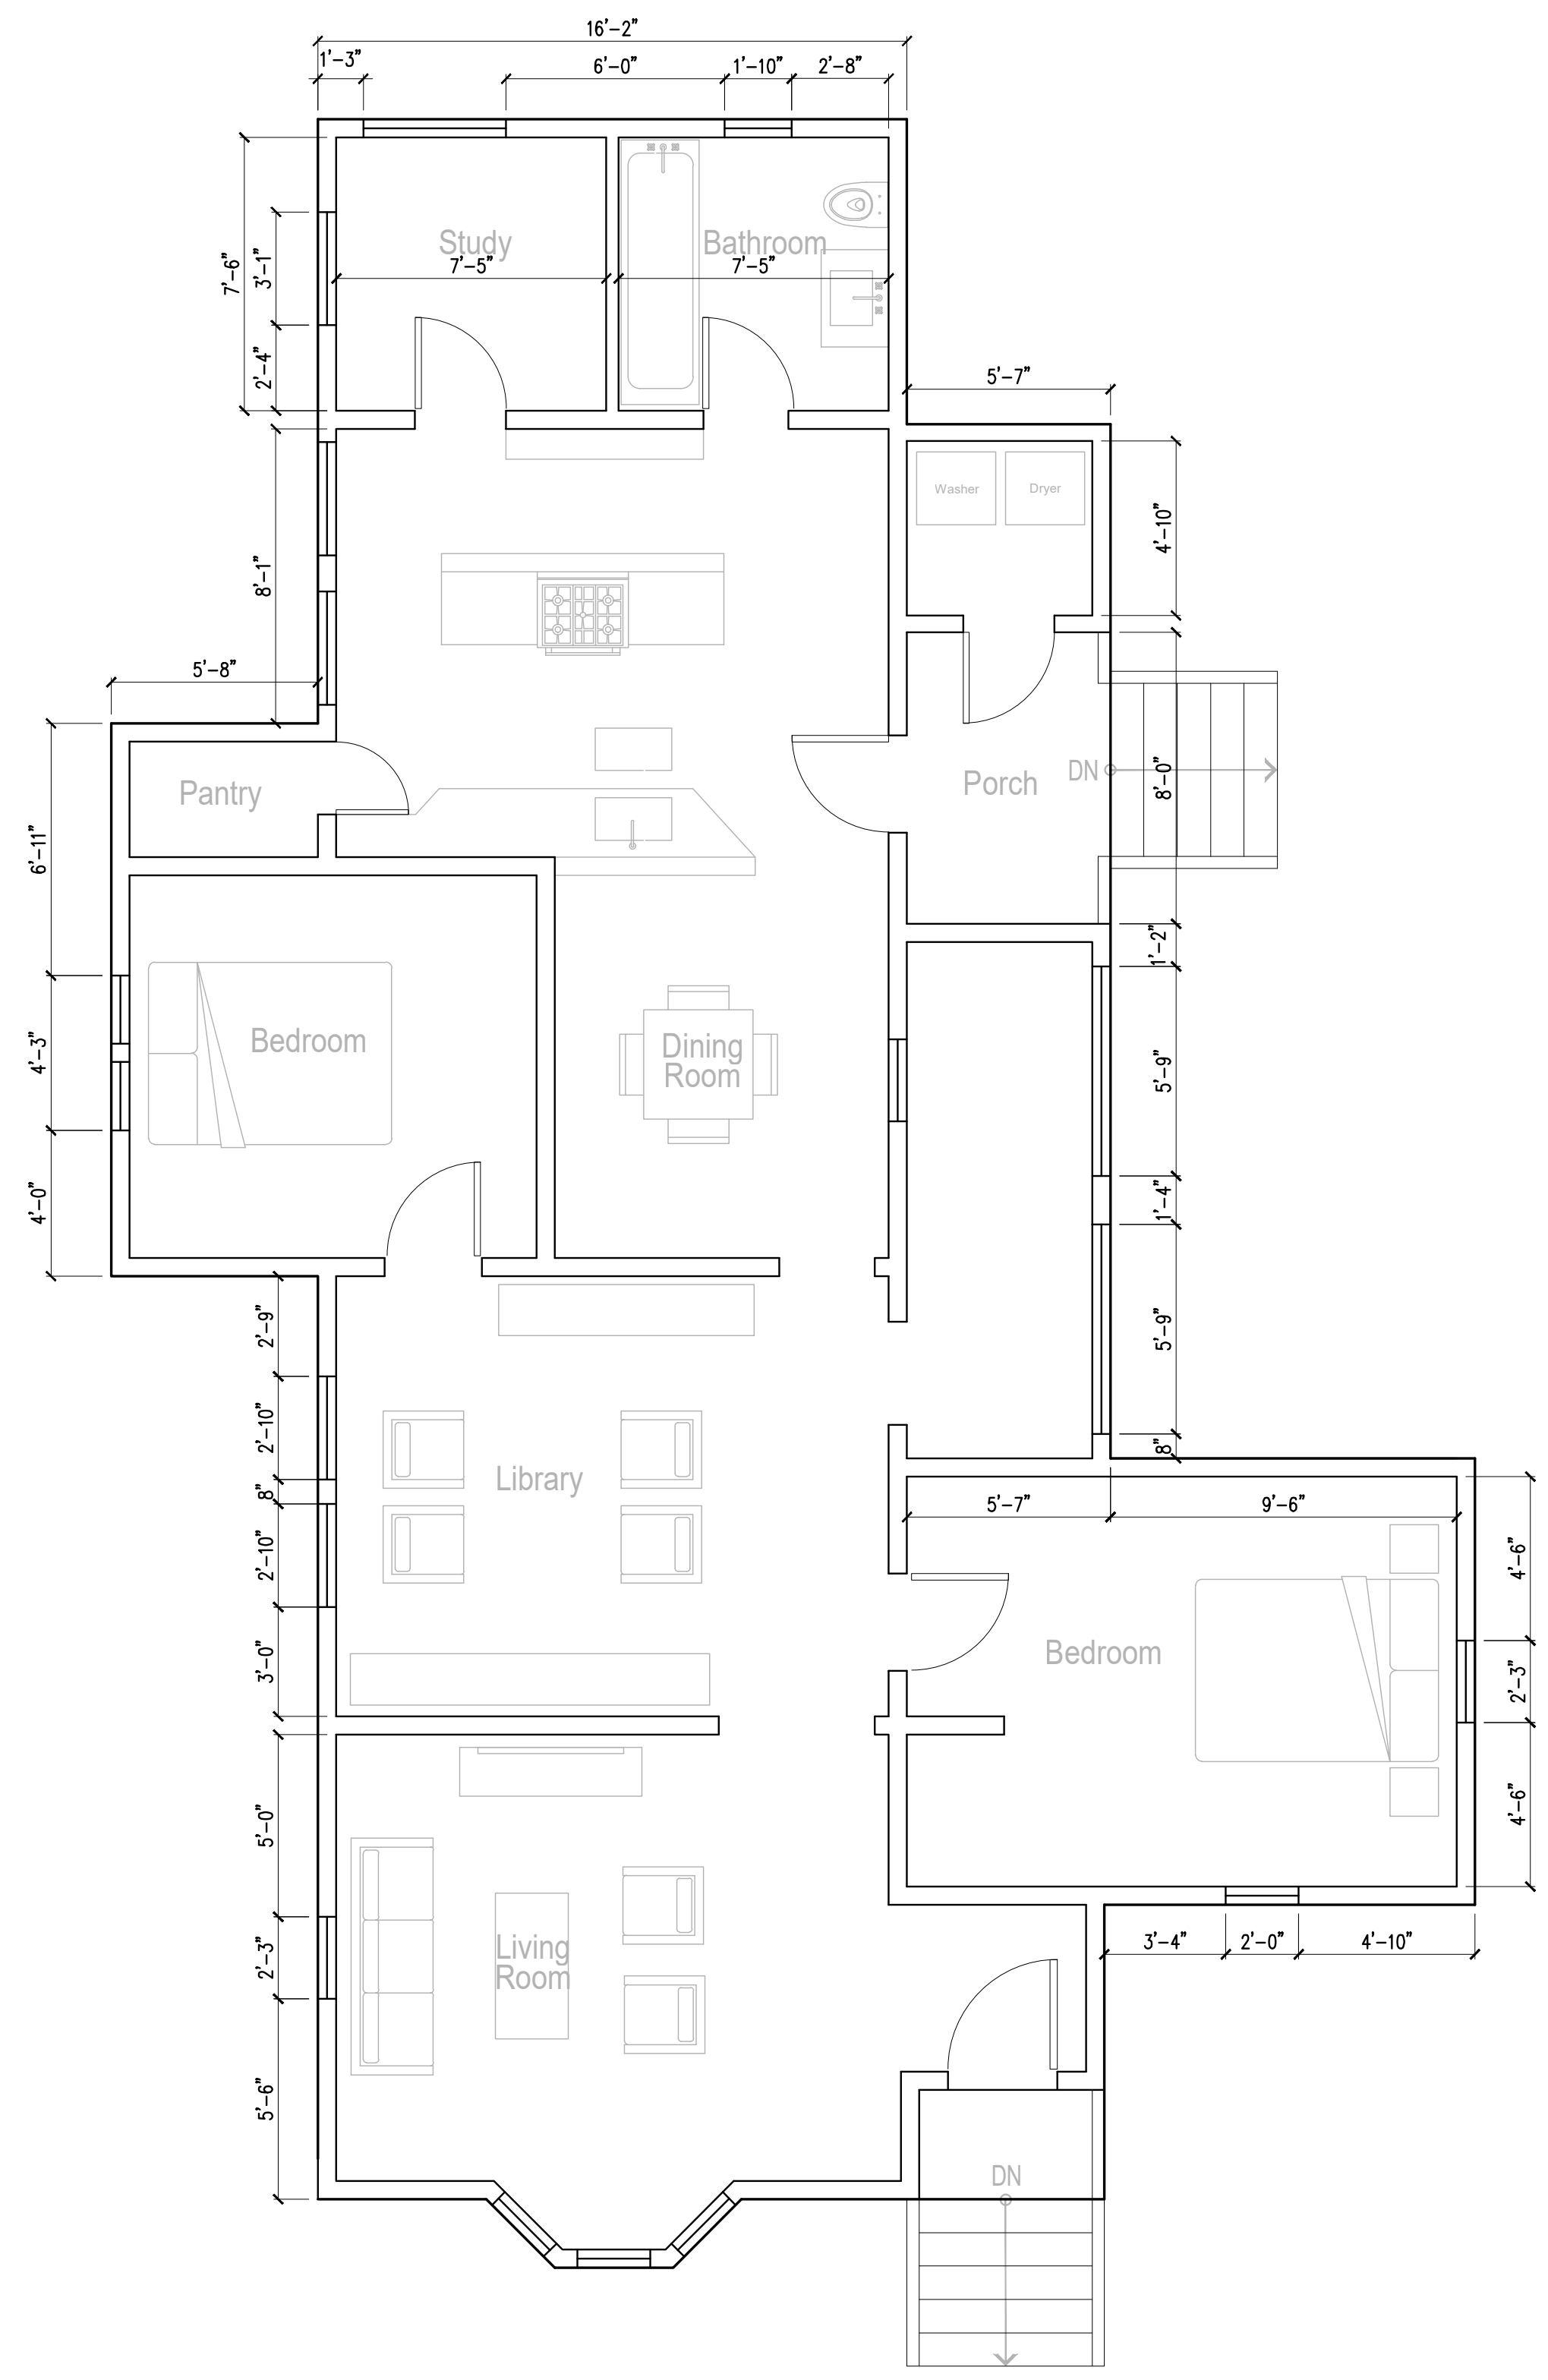 16'-2"
1'-3"
6'-0"
1'-10"
2'-8"
7'-6"
3'-1"
2'-4"
Study
7'-5"
Bathroom
7'-5"
5'-7"
Washer
Dryer
4'-10"
8'-1"
5'-8"
Pantry
Porch
DN
8'-0"
6'-11"
1'-2"
4'-3"
Bedroom
Dining
Room
5'-9"
4'-0"
1'-4"
2'-9"
5'-9"
2'-10"
8"
8"
Library
2'-10"
3'-0"
5'-7"
9'-6"
4'-6"
Bedroom
2'-3"
4'-6"
5'-0"
2'-3"
Living
Room
3'-4"
2'-0"
4'-10"
5'-6"
DN